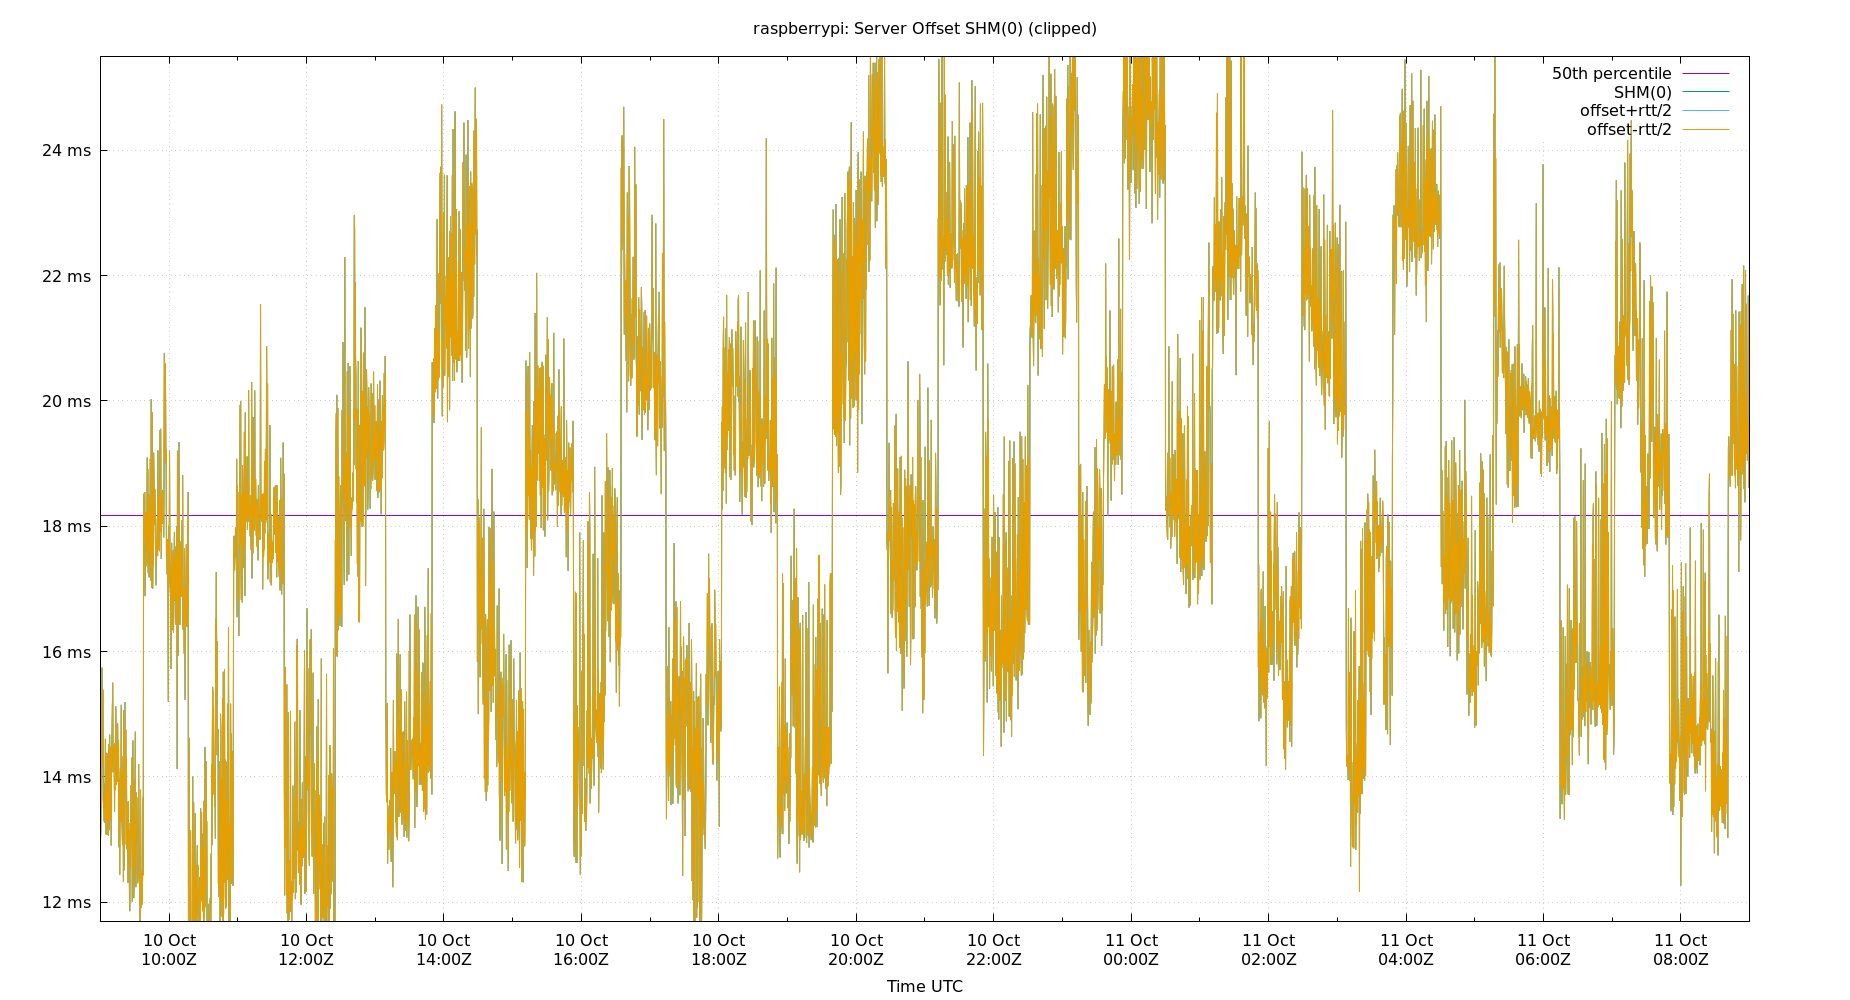 raspberrypi: Server Offset SHM(0) (clipped)
50th percentile
SHM(0)
offset+rtt/2
offset-rtt/2
24 ms
22 ms
20 ms
18 ms
16 ms
14 ms
12 ms
10 Oct 10 Oct 10 Oct 10 Oct 10 Oct 10 Oct 10 Oct 11 Oct 11 Oct 11 Oct 11 Oct 11 Oct
10:00Z 12:00Z 14:00Z 16:00Z 18:00Z 20:00Z 22:00Z 00:00Z 02:00Z 04:00Z 06:00Z 08:00Z
Time UTC